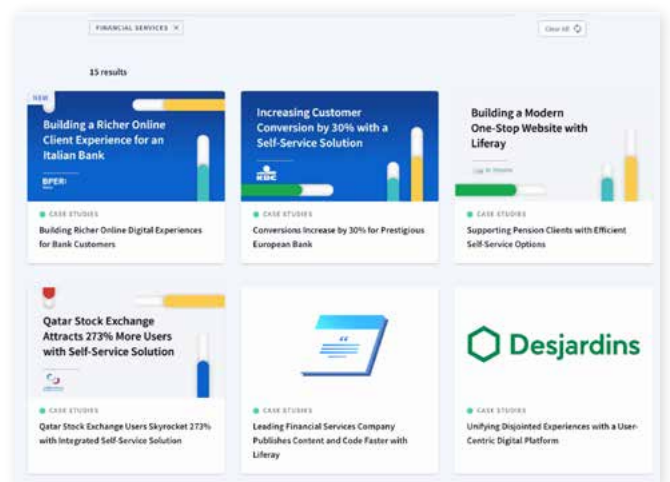 FINANCIAL SERVICES ×
Clear all
15 results
NEW
Building a Richer Online
Client Experience for an
Italian Bank
BPER:
CASE STUDIES
Building Richer Online Digital Experiences
for Bank Customers
Increasing Customer
Conversion by 30% with a
Self-Service Solution
KBC
CASE STUDIES
Conversions Increase by 30% for Prestigious
European Bank
Building a Modern
One-Stop Website with
Liferay
CASE STUDIES
Supporting Pension Clients with Efficient
Self-Service Options
Qatar Stock Exchange
Attracts 273% More Users
with Self-Service Solution
CASE STUDIES
Qatar Stock Exchange Users Skyrocket 273%
with Integrated Self-Service Solution
CASE STUDIES
Leading Financial Services Company
Publishes Content and Code Faster with
Liferay
Desjardins
CASE STUDIES
Unifying Disjointed Experiences with a User-
Centric Digital Platform